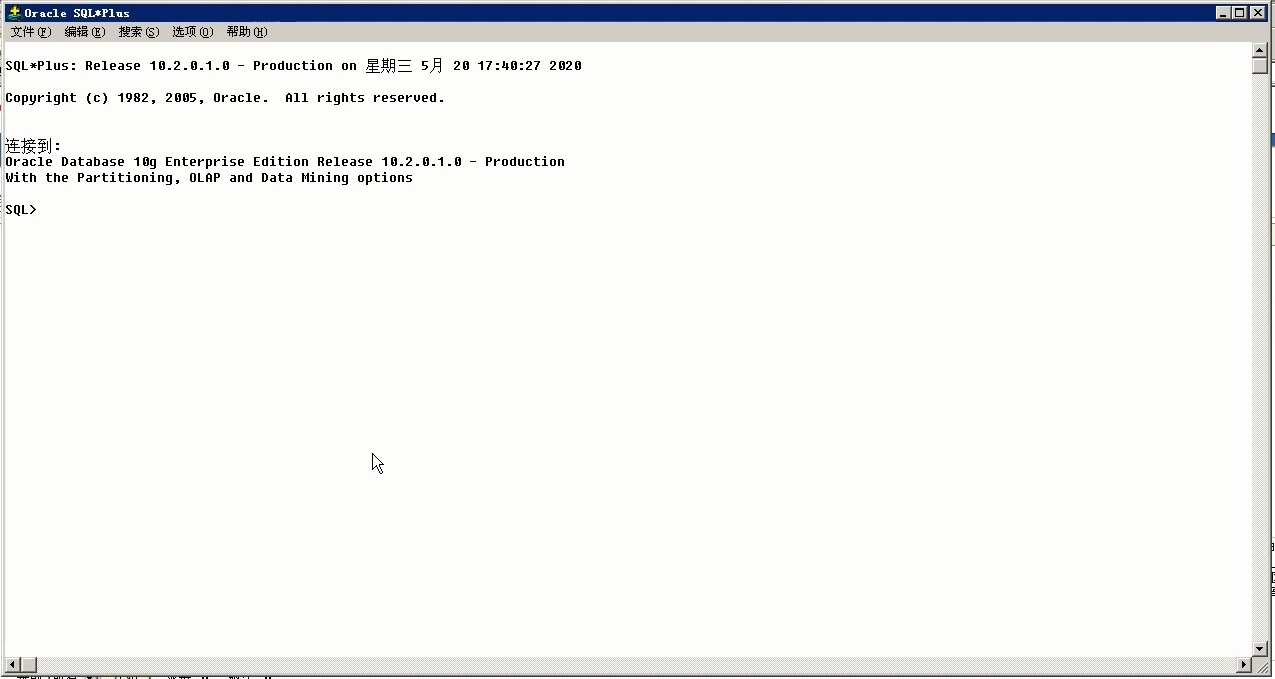 Oracle SQL*Plus
文件(F) 编辑(E) 搜索(S) 选项(O) 帮助(H)
SQL*Plus: Release 10.2.0.1.0 - Production on 星期三 5月 20 17:40:27 2020
Copyright (c) 1982, 2005, Oracle.  All rights reserved.
连接到:
Oracle Database 10g Enterprise Edition Release 10.2.0.1.0 - Production
With the Partitioning, OLAP and Data Mining options
SQL>